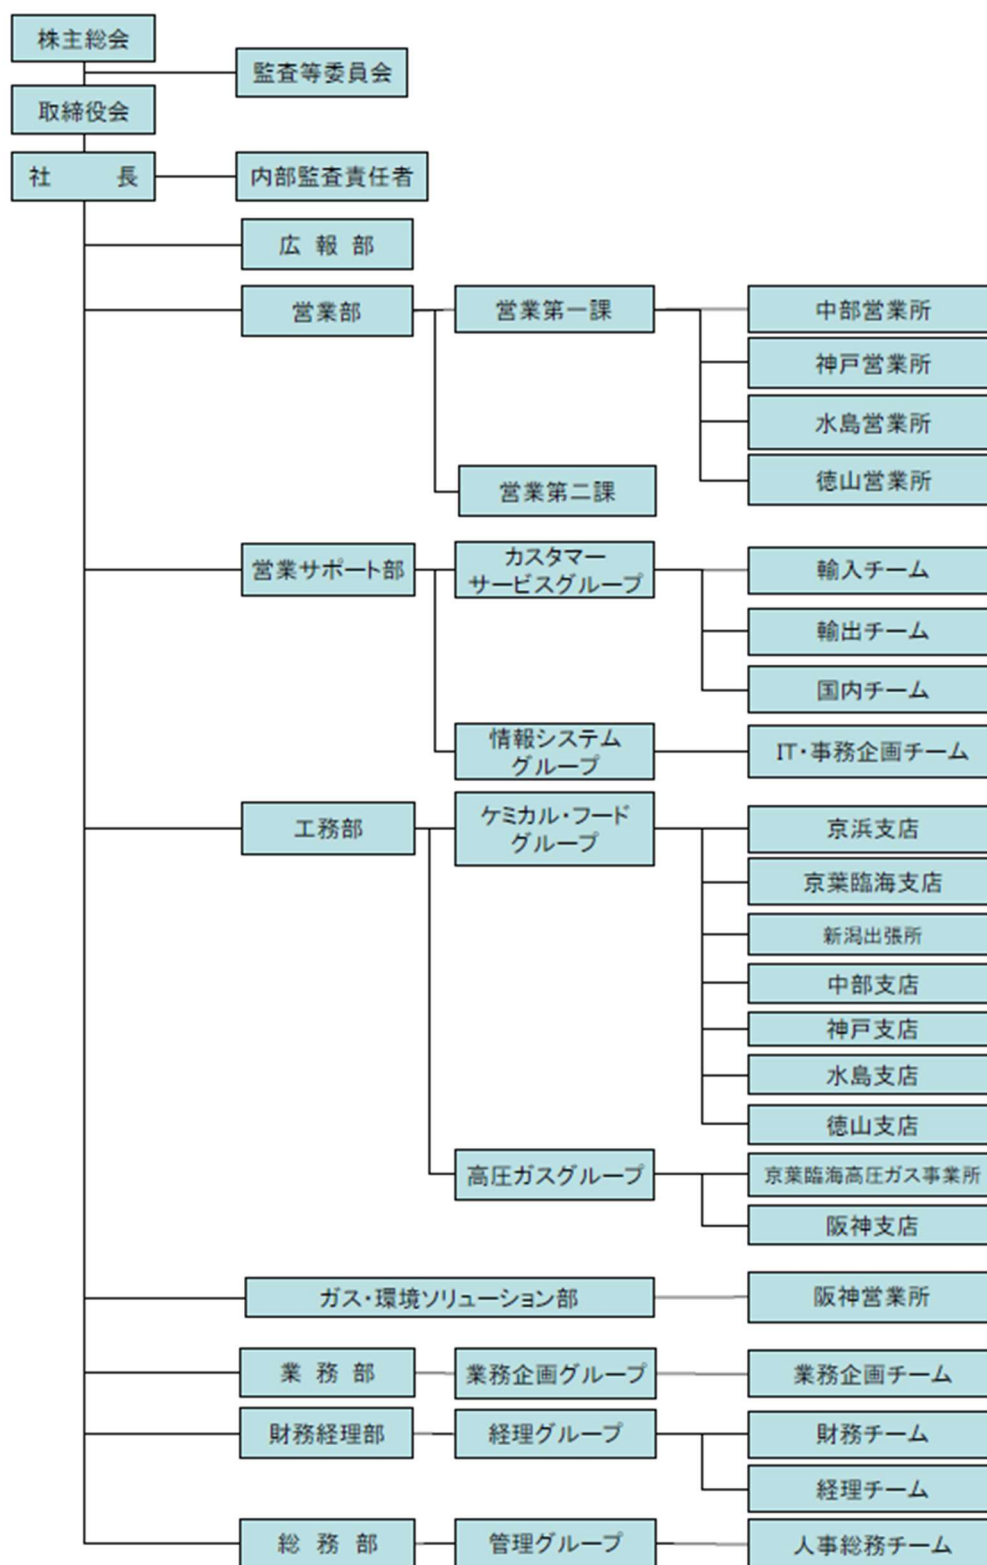 株主総会
監査等委員会
取締役会
社　　長
内部監査責任者
広 報 部
営業部
営業第一課
中部営業所
神戸営業所
水島営業所
徳山営業所
営業第二課
営業サポート部
カスタマー
サービスグループ
輸入チーム
輸出チーム
国内チーム
情報システム
グループ
IT・事務企画チーム
工務部
ケミカル・フード
グループ
京浜支店
京葉臨海支店
新潟出張所
中部支店
神戸支店
水島支店
徳山支店
高圧ガスグループ
京葉臨海高圧ガス事業所
阪神支店
ガス・環境ソリューション部
阪神営業所
業 務 部
業務企画グループ
業務企画チーム
財務経理部
経理グループ
財務チーム
経理チーム
総 務 部
管理グループ
人事総務チーム